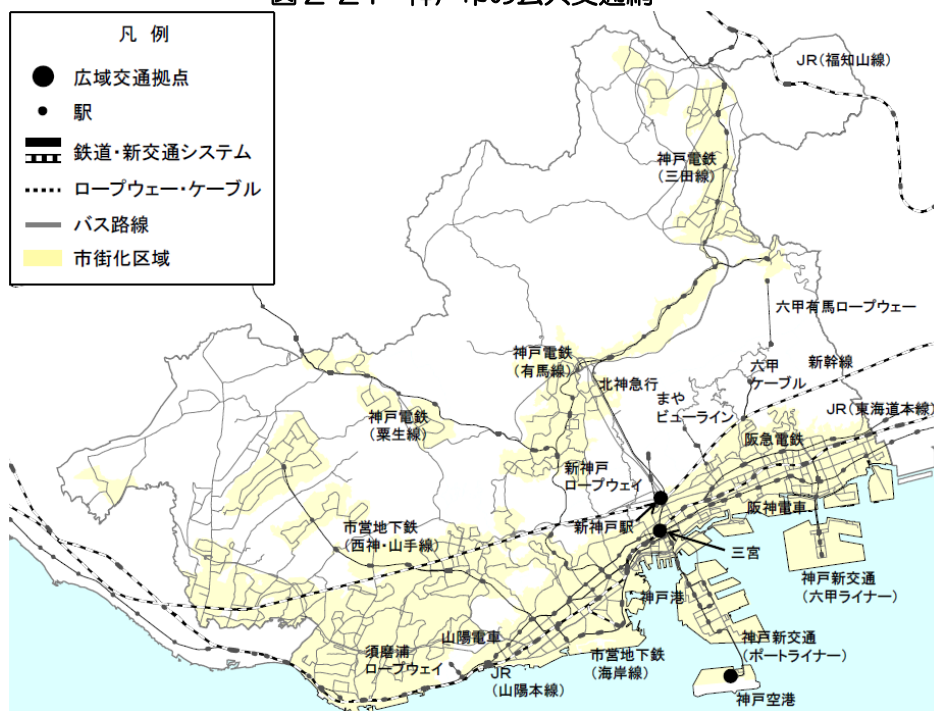 凡 例
広域交通拠点
駅
鉄道・新交通システム
ロープウェー・ケーブル
バス路線
市街化区域
JR(福知山線)
神戸電鉄
(三田線)
六甲有馬ロープウェー
神戸電鉄
(有馬線)
北神急行
まや
ビューライン
六甲
ケーブル
新幹線
JR(東海道本線)
神戸電鉄
(粟生線)
阪急電鉄
新神戸
ロープウェイ
阪神電車
市営地下鉄
(西神・山手線)
新神戸駅
三宮
神戸新交通
(六甲ライナー)
神戸港
山陽電車
須磨浦
ロープウェイ
JR
(山陽本線)
市営地下鉄
(海岸線)
神戸新交通
(ポートライナー)
神戸空港